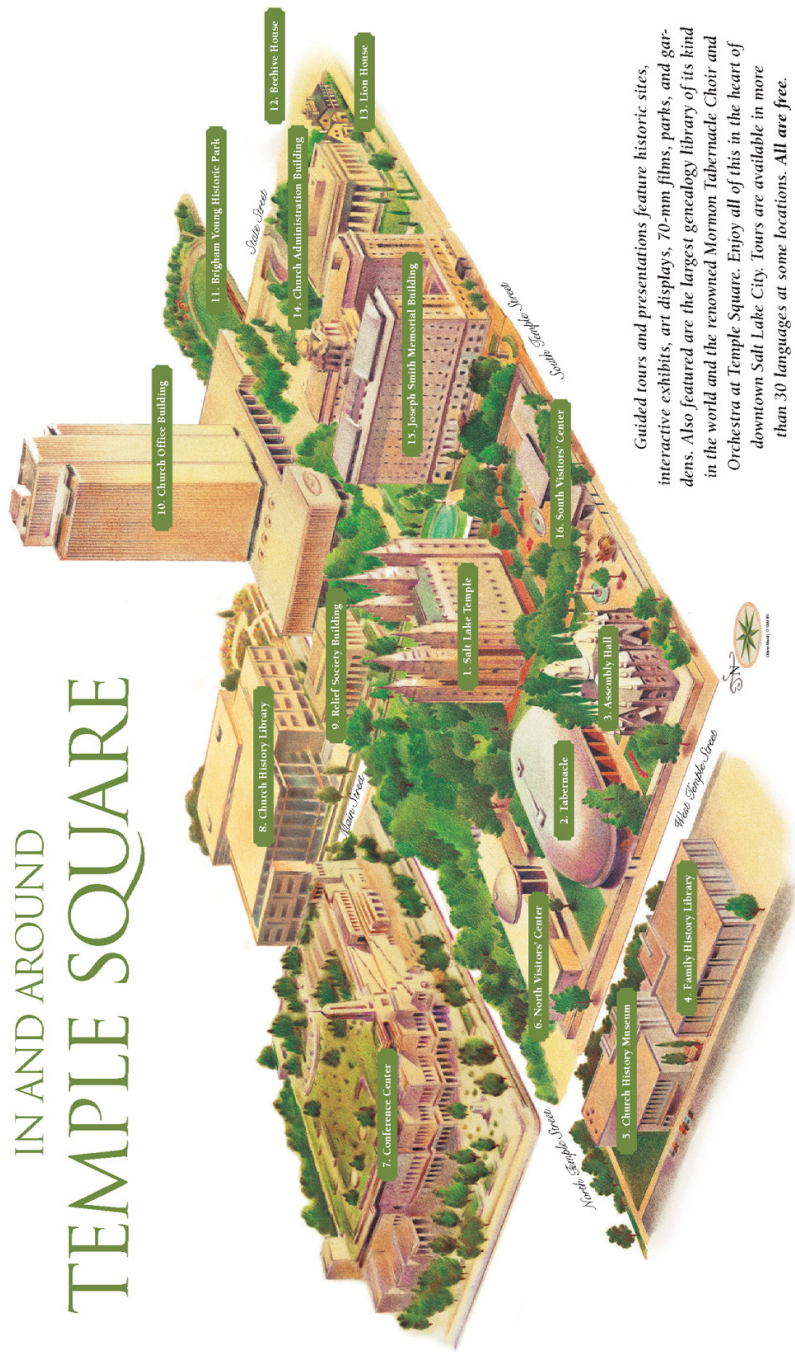 IN AND AROUND
TEMPLE SQUARE
10. Church Office Building
11. Brigham Young Historic Park
12. Beehive House
State Street
14. Church Administration Building
13. Lion House
8. Church History Library
9. Relief Society Building
15. Joseph Smith Memorial Building
Main Street
South Temple Street
7. Conference Center
1. Salt Lake Temple
16. South Visitors' Center
6. North Visitors' Center
2. Tabernacle
3. Assembly Hall
North Temple Street
5. Church History Museum
4. Family History Library
West Temple Street
N
Guided tours and presentations feature historic sites,
interactive exhibits, art displays, 70-mm films, parks, and gar-
dens. Also featured are the largest genealogy library of its kind
in the world and the renowned Mormon Tabernacle Choir and
Orchestra at Temple Square. Enjoy all of this in the heart of
downtown Salt Lake City. Tours are available in more
than 30 languages at some locations. All are free.